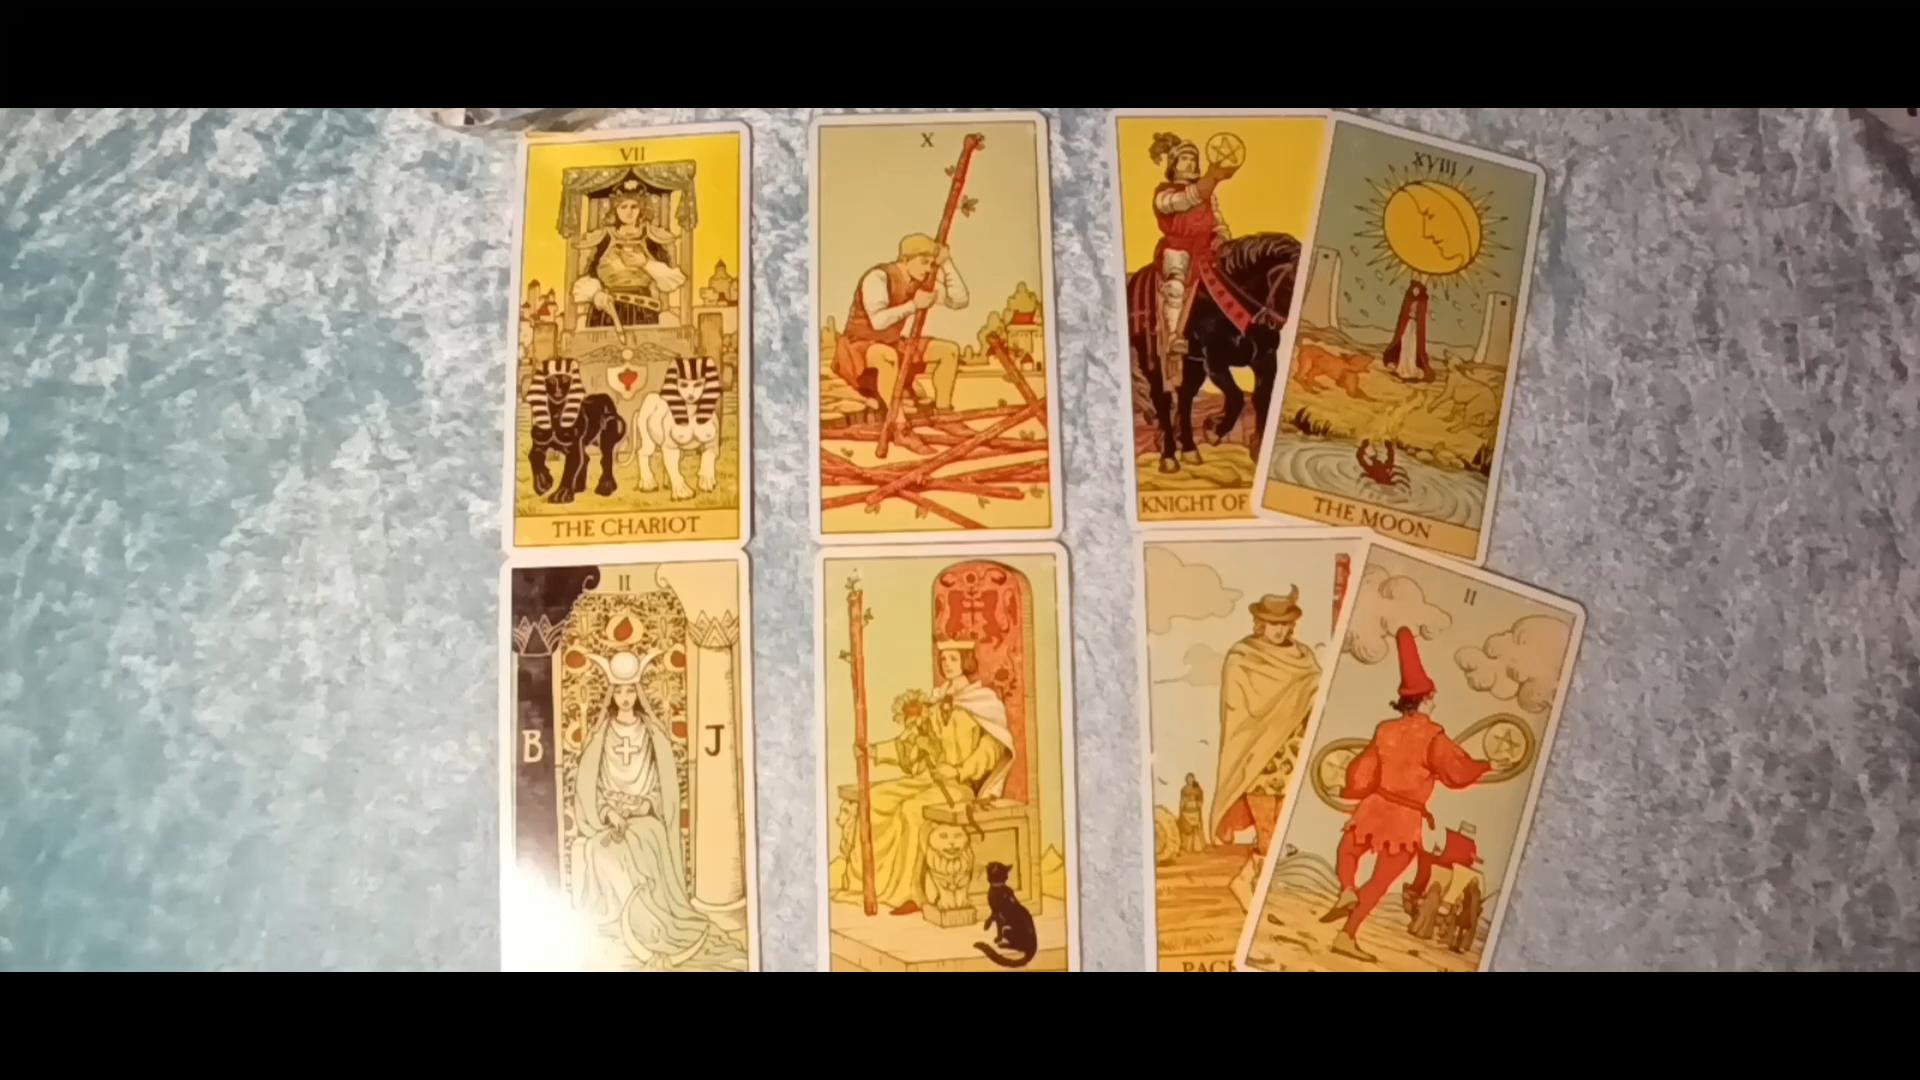 VII
THE CHARIOT
X
KNIGHT OF
XVIII
THE MOON
II
B
J
II